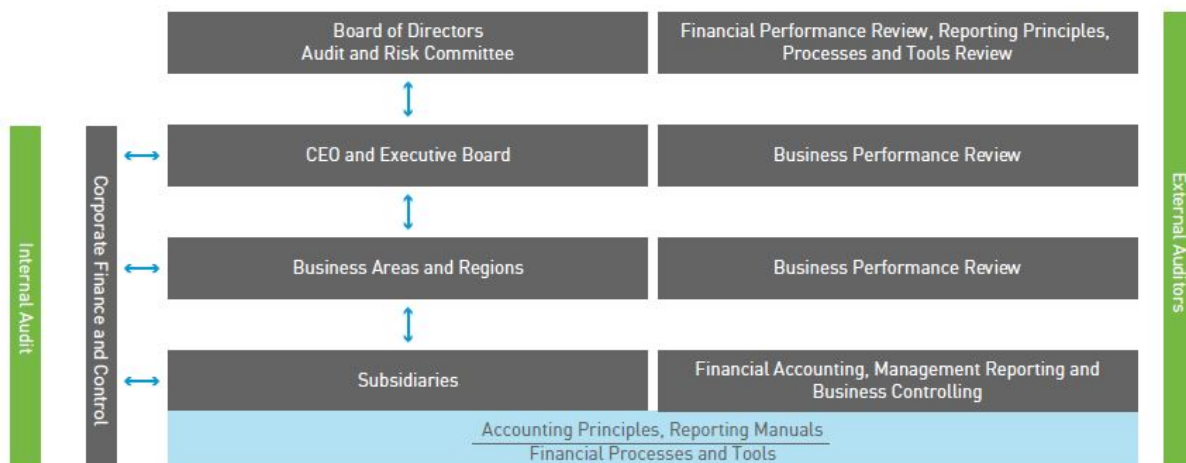 Board of Directors
Audit and Risk Committee
Financial Performance Review, Reporting Principles,
Processes and Tools Review
CEO and Executive Board
Business Performance Review
Business Areas and Regions
Business Performance Review
Subsidiaries
Financial Accounting, Management Reporting and
Business Controlling
Accounting Principles, Reporting Manuals
Financial Processes and Tools
Internal Audit
Corporate Finance and Control
External Auditors